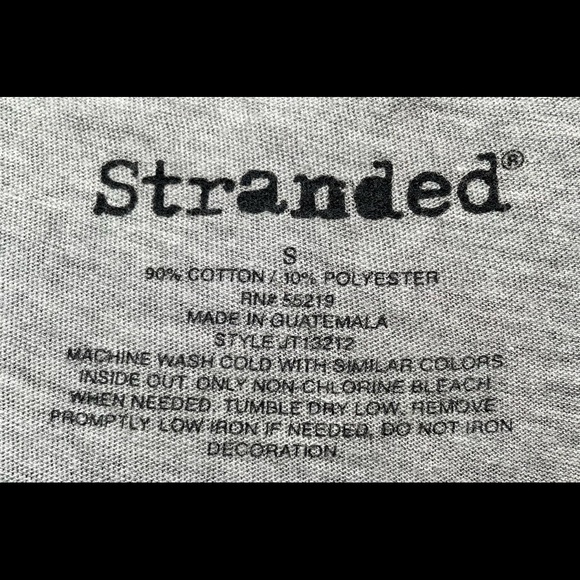 Stranded®
S
90% COTTON / 10% POLYESTER
RN# 55219
MADE IN GUATEMALA
STYLE JT13212
MACHINE WASH COLD WITH SIMILAR COLORS
INSIDE OUT. ONLY NON CHLORINE BLEACH
WHEN NEEDED. TUMBLE DRY LOW. REMOVE
PROMPTLY. LOW IRON IF NEEDED. DO NOT IRON
DECORATION.